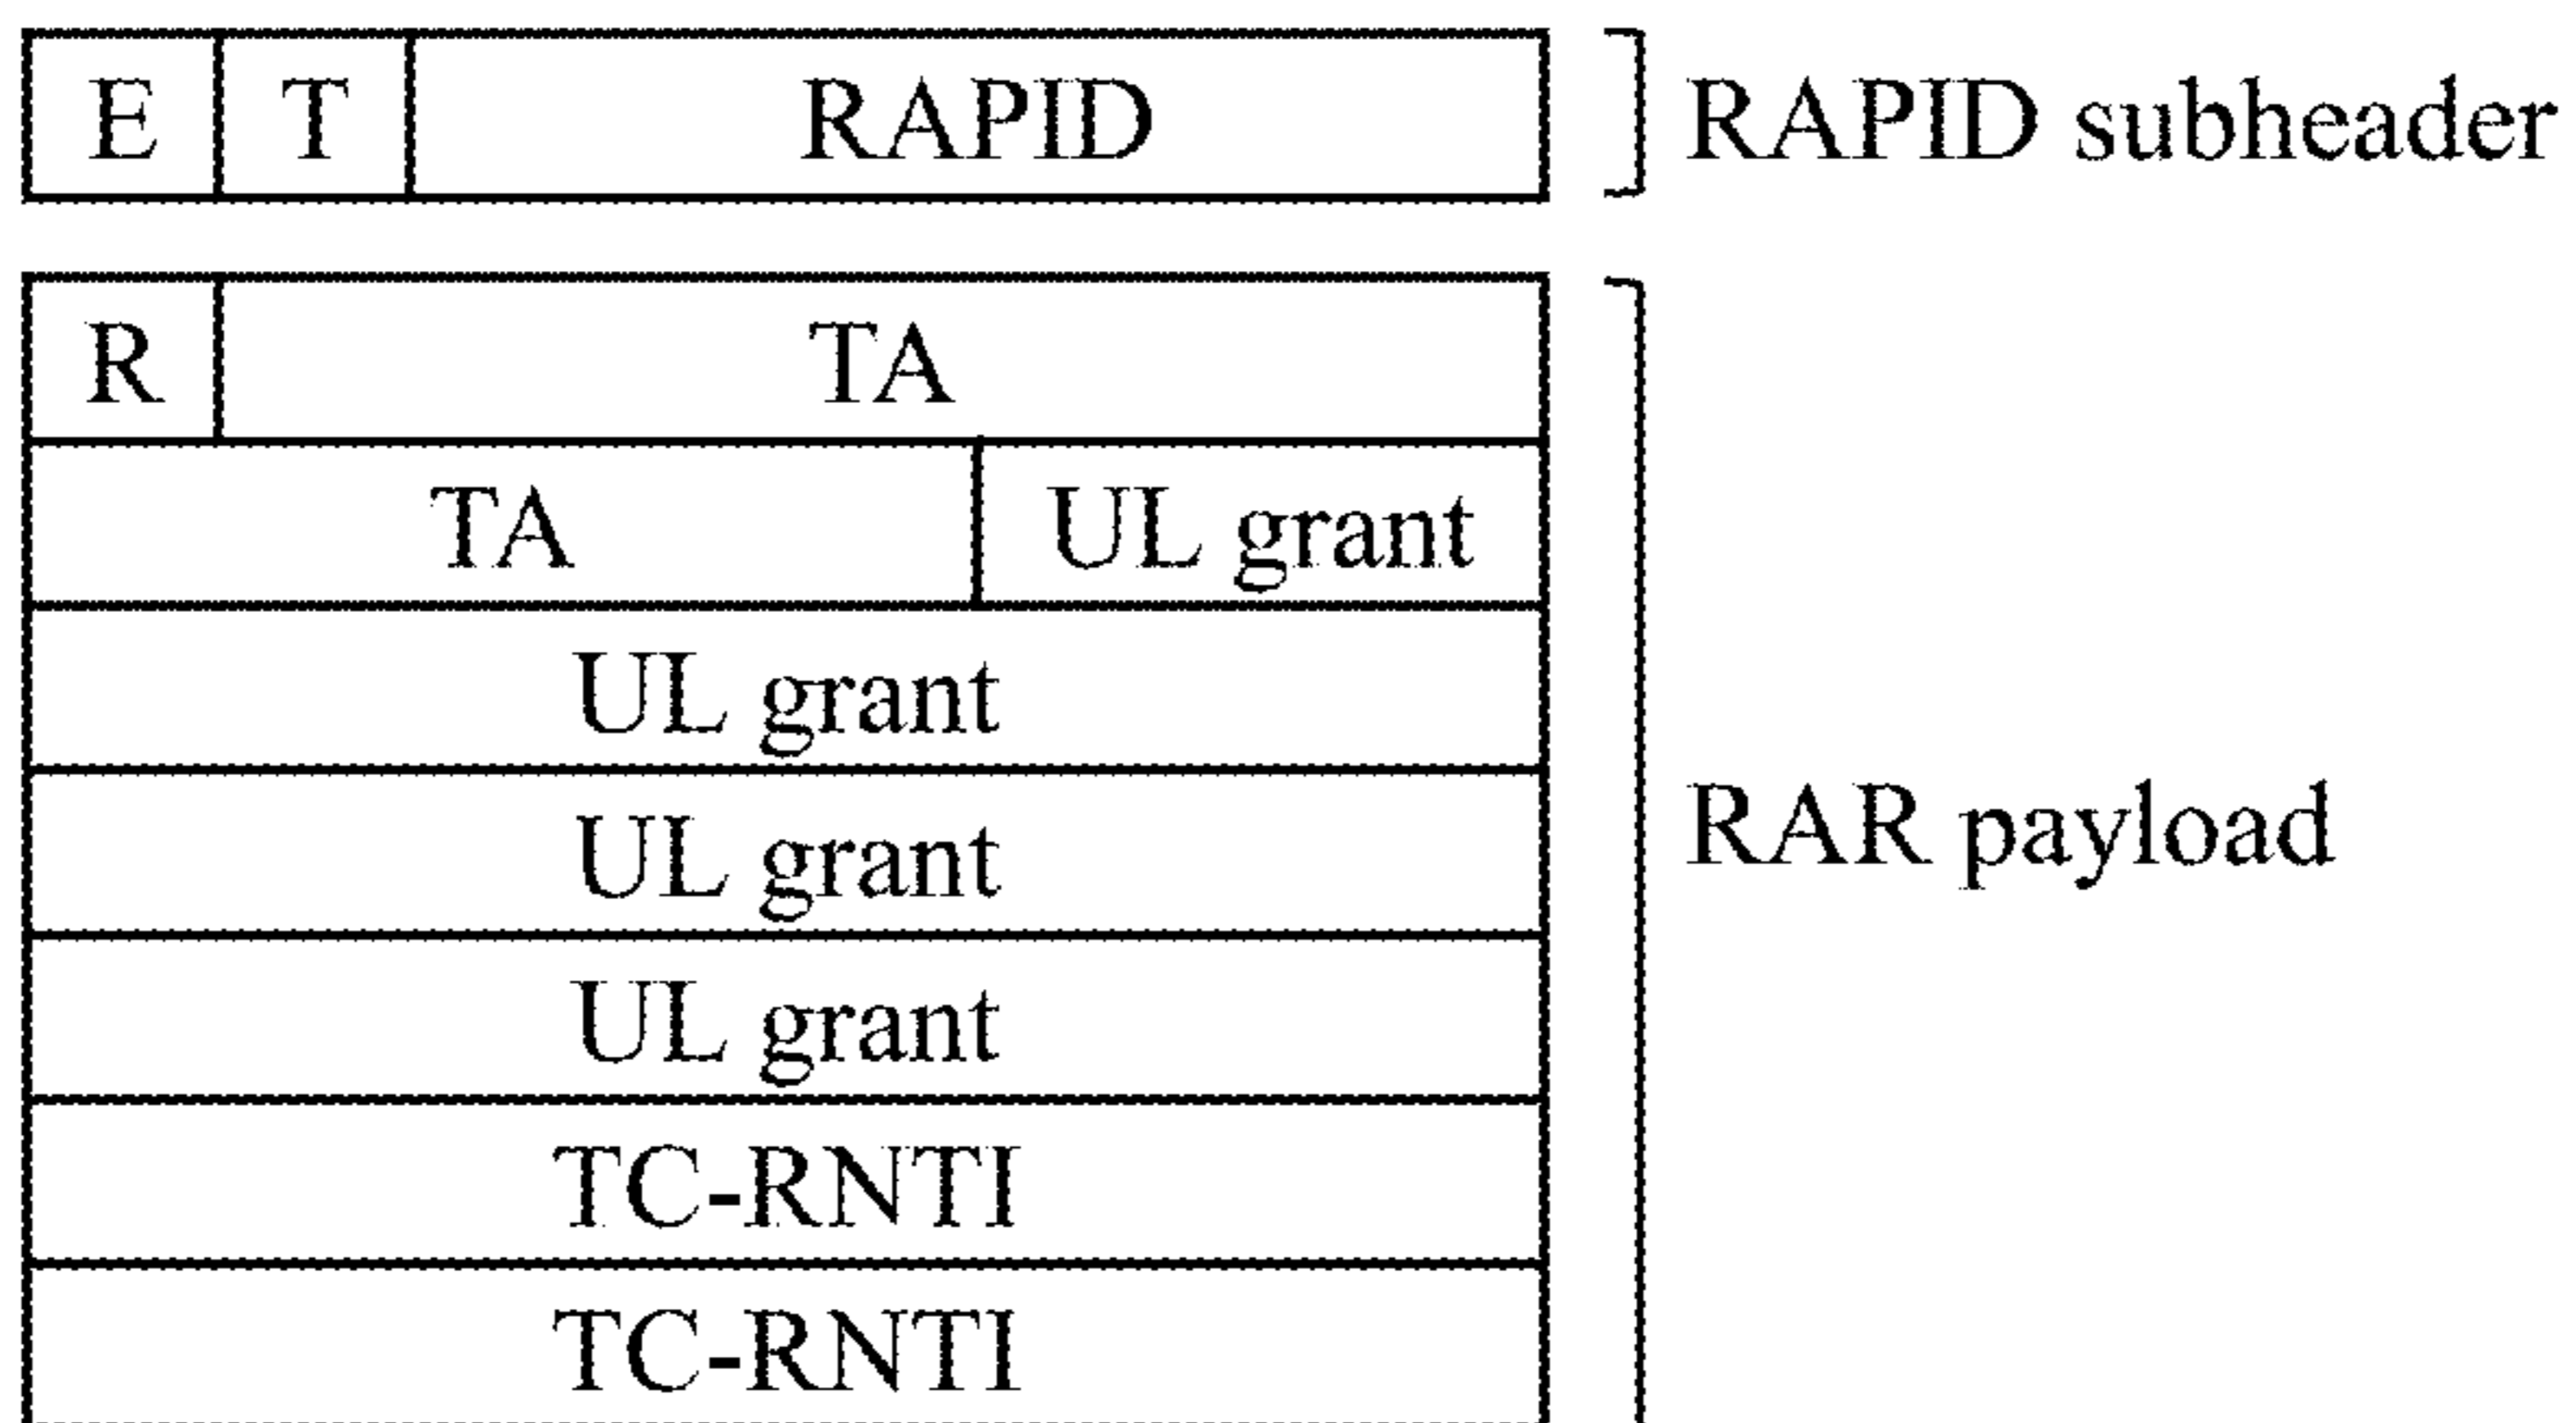 E T RAPID RAPID subheader
R TA
TA UL grant
UL grant
UL grant RAR payload
UL grant
TC-RNTI
TC-RNTI